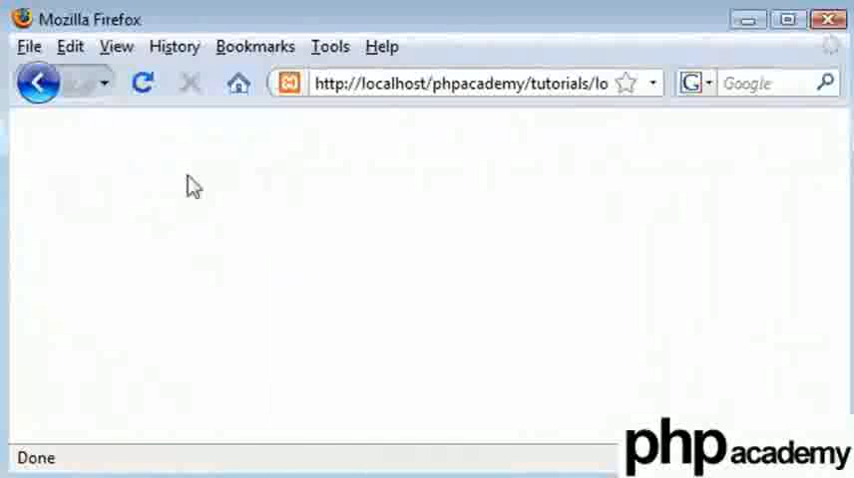 Mozilla Firefox
File Edit View History Bookmarks Tools Help
http://localhost/phpacademy/tutorials/lo G Google
Done
php academy